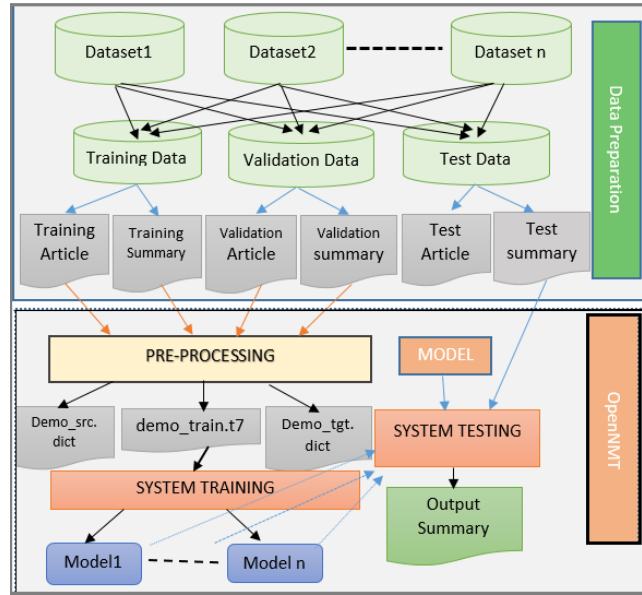 Dataset1
Dataset2
Dataset n
Training Data
Validation Data
Test Data
Data Preparation
Training
Article
Training
Summary
Validation
Article
Validation
summary
Test
Article
Test
summary
PRE-PROCESSING
MODEL
OpenNMT
Demo_src.
dict
demo_train.t7
Demo_tgt.
dict
SYSTEM TESTING
SYSTEM TRAINING
Output
Summary
Model1
Model n